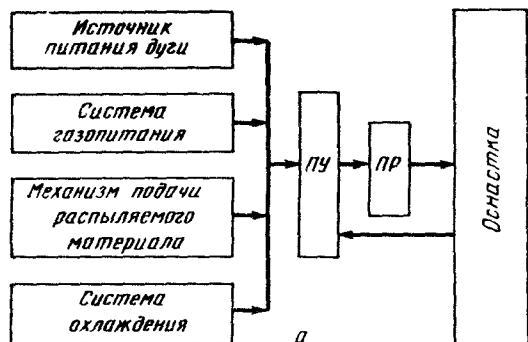 Источник
питания дуги
Система
газопитания
Механизм подачи
распыляемого
материала
Система
охлаждения
ПУ
ПР
Оснастка
а